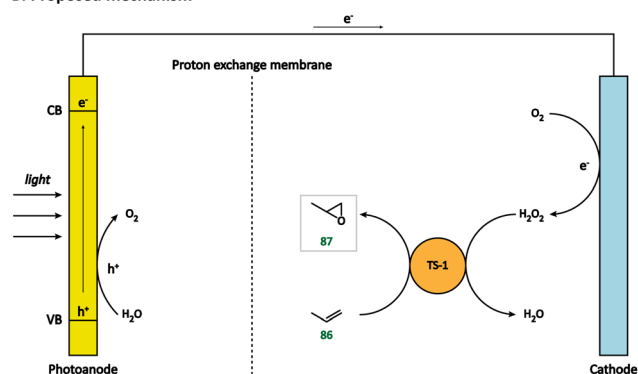 e⁻
Proton exchange membrane
CB
e⁻
O₂
e⁻
light
O₂
87
O
H₂O₂
h⁺
TS-1
h⁺
VB
H₂O
86
H₂O
Photoanode
Cathode